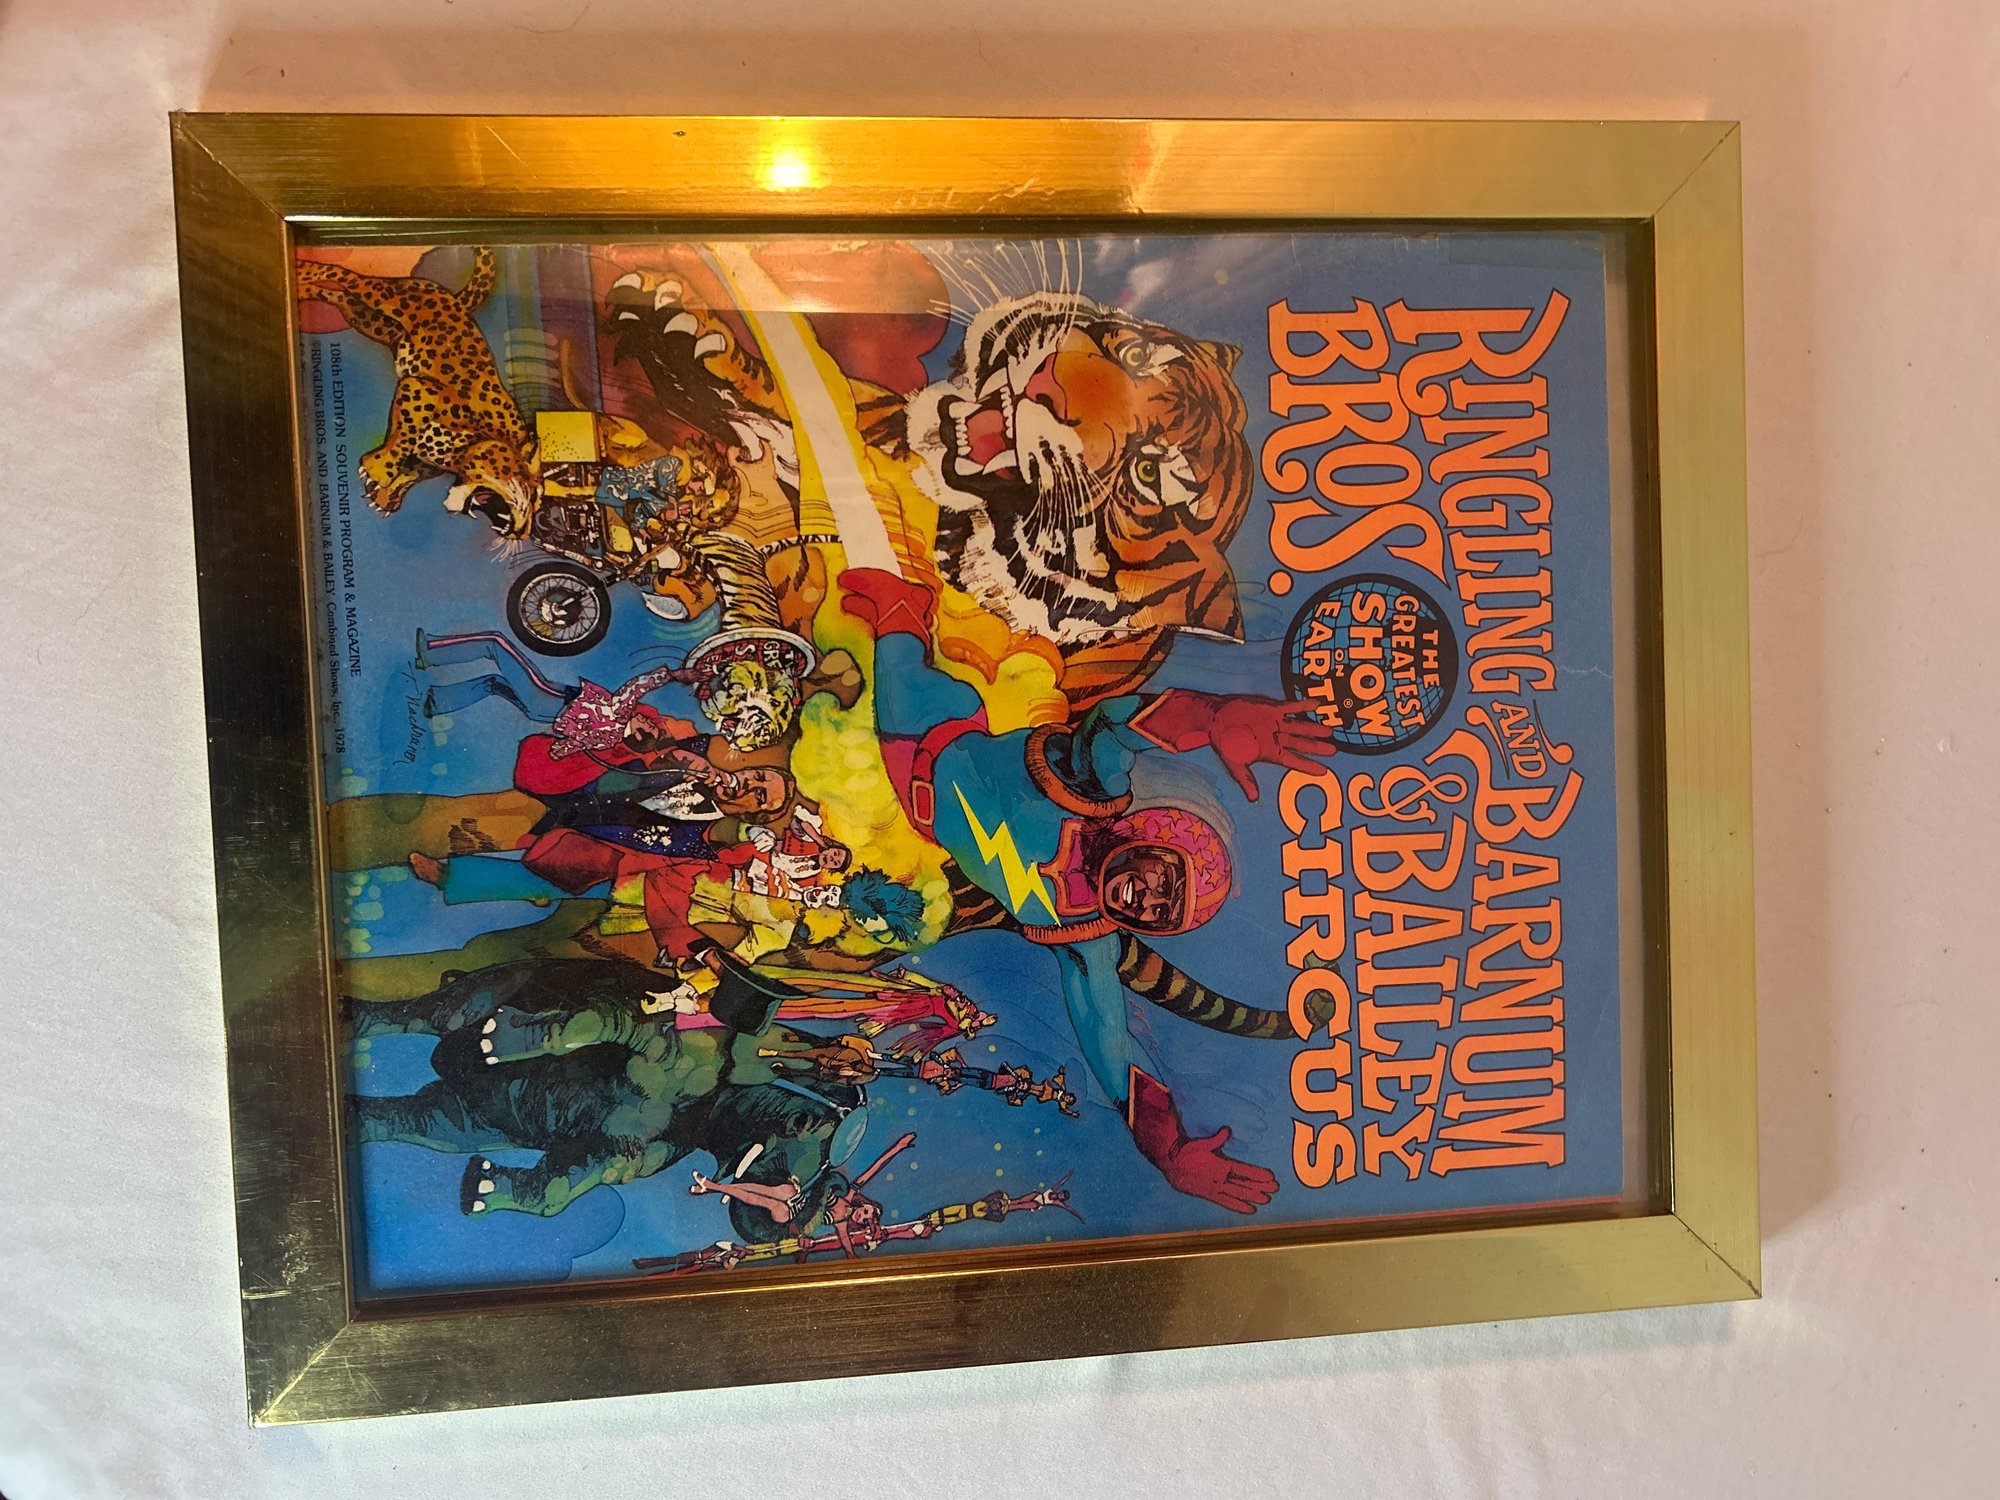 RINGLING AND BARNUM
BROS. & BAILEY
CIRCUS
THE
GREATEST
SHOW
ON
EARTH
®
108th EDITION SOUVENIR PROGRAM & MAGAZINE
©RINGLING BROS. AND BARNUM & BAILEY Combined Shows, Inc., 1978